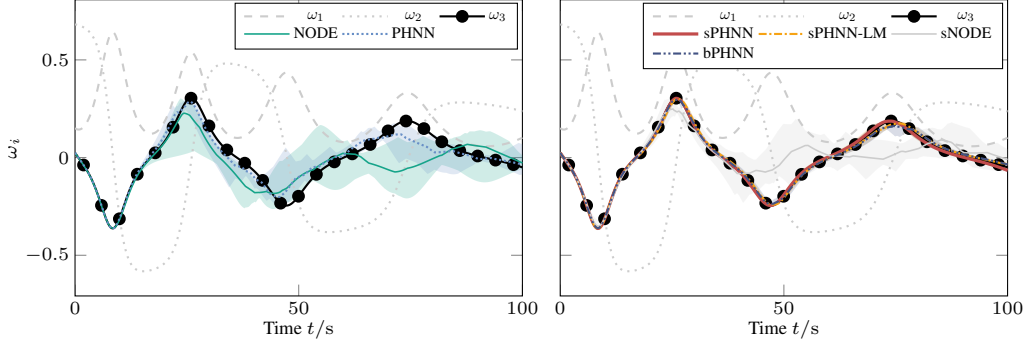 ω₁ ω₂ ω₃
NODE PHNN
0.5
0
−0.5
ωᵢ
0 50 100
Time t/s
ω₁ ω₂ ω₃
sPHNN sPHNN-LM sNODE
bPHNN
0 50 100
Time t/s